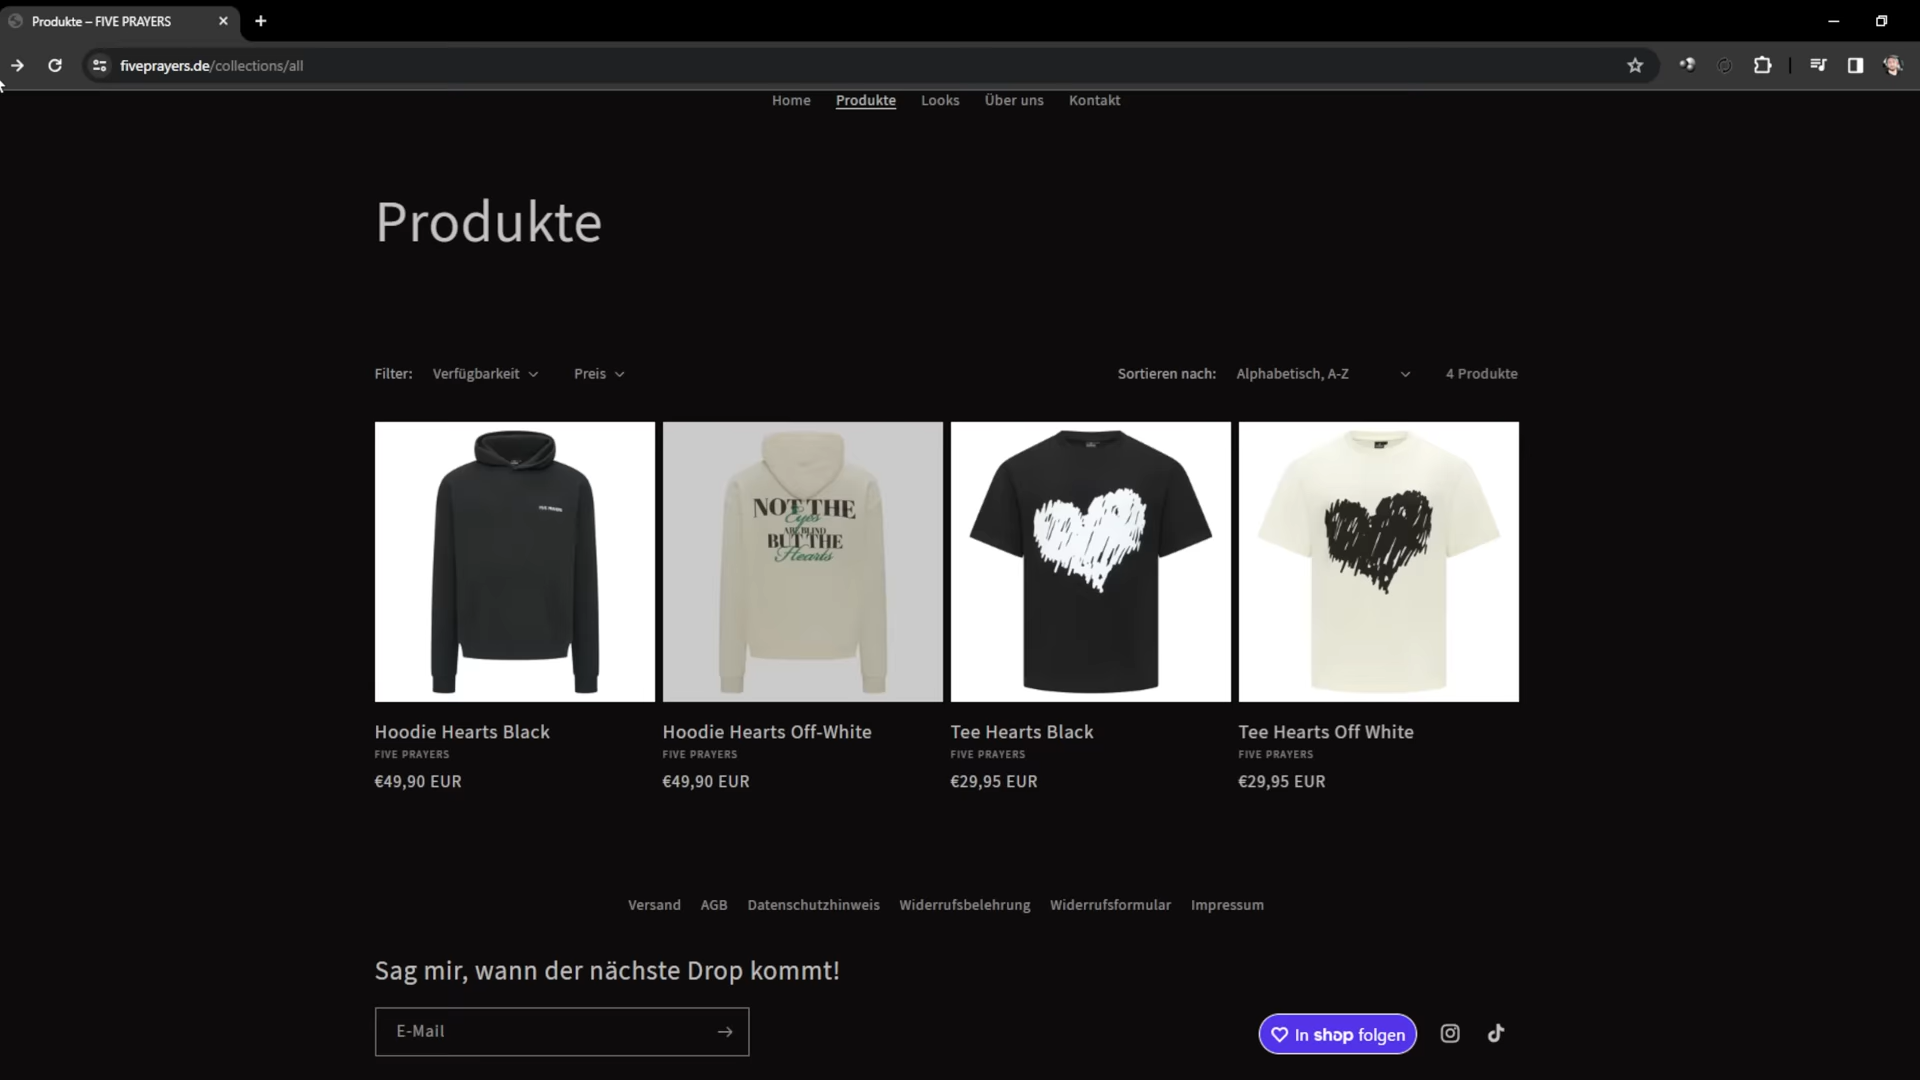 Produkte – FIVE PRAYERS
fiveprayers.de/collections/all
Home Produkte Looks Über uns Kontakt
Produkte
Filter: Verfügbarkeit Preis Sortieren nach: Alphabetisch, A-Z 4 Produkte
FIVE PRAYERS
NOT THE
Eyes
ARE BLIND
BUT THE
Hearts
Hoodie Hearts Black
FIVE PRAYERS
€49,90 EUR
Hoodie Hearts Off-White
FIVE PRAYERS
€49,90 EUR
Tee Hearts Black
FIVE PRAYERS
€29,95 EUR
Tee Hearts Off White
FIVE PRAYERS
€29,95 EUR
Versand AGB Datenschutzhinweis Widerrufsbelehrung Widerrufsformular Impressum
Sag mir, wann der nächste Drop kommt!
E-Mail
In shop folgen